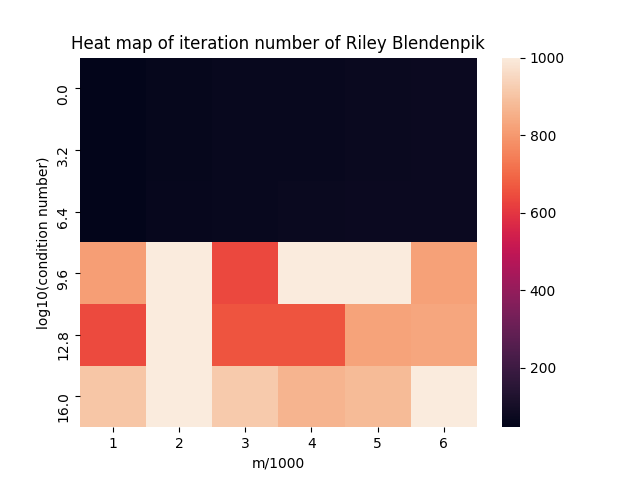 Heat map of iteration number of Riley Blendenpik
log10(condition number)
0.0
3.2
6.4
9.6
12.8
16.0
1 2 3 4 5 6
m/1000
1000
800
600
400
200